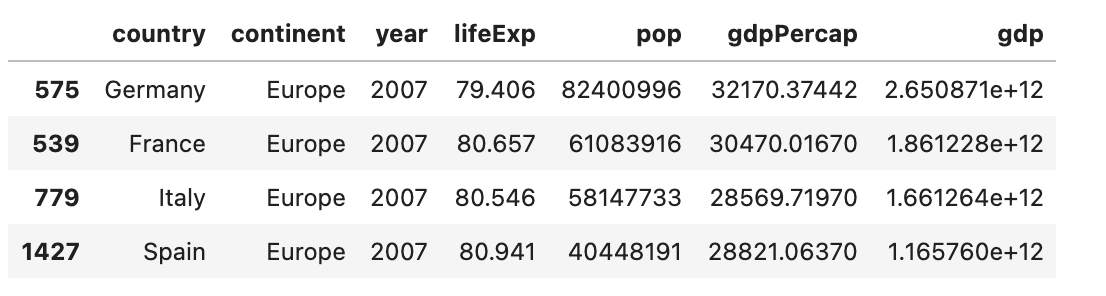 country continent year lifeExp pop gdpPercap gdp
575 Germany Europe 2007 79.406 82400996 32170.37442 2.650871e+12
539 France Europe 2007 80.657 61083916 30470.01670 1.861228e+12
779 Italy Europe 2007 80.546 58147733 28569.71970 1.661264e+12
1427 Spain Europe 2007 80.941 40448191 28821.06370 1.165760e+12